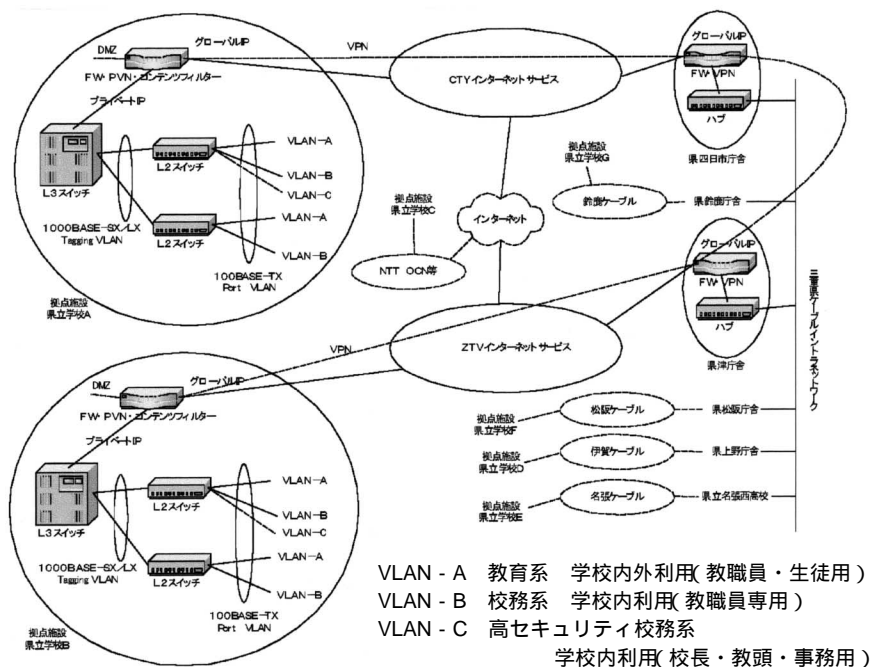 グローバルIP
DMZ
VPN
FW・PVN・コンテンツフィルター
プライベートIP
L3スイッチ
L2スイッチ
L2スイッチ
VLAN-A
VLAN-B
VLAN-C
VLAN-A
VLAN-B
1000BASE-SX/LX
Tagging VLAN
100BASE-TX
Port VLAN
拠点施設
県立学校A
CTYインターネットサービス
グローバルIP
FW・VPN
ハブ
県四日市庁舎
拠点施設
県立学校G
鈴鹿ケーブル
県鈴鹿庁舎
インターネット
拠点施設
県立学校C
NTT OCN等
グローバルIP
FW・VPN
ハブ
県津庁舎
三重県ケーブルイントラネットワーク
ZTVインターネットサービス
VPN
グローバルIP
DMZ
FW・PVN・コンテンツフィルター
プライベートIP
L3スイッチ
L2スイッチ
L2スイッチ
VLAN-A
VLAN-B
VLAN-C
VLAN-A
VLAN-B
1000BASE-SX/LX
Tagging VLAN
100BASE-TX
Port VLAN
拠点施設
県立学校B
拠点施設
県立学校F
松阪ケーブル
県松阪庁舎
拠点施設
県立学校D
伊賀ケーブル
県上野庁舎
拠点施設
県立学校E
名張ケーブル
県立名張西高校
VLAN - A 教育系 学校内外利用(教職員・生徒用)
VLAN - B 校務系 学校内利用(教職員専用)
VLAN - C 高セキュリティ校務系
学校内利用(校長・教頭・事務用)